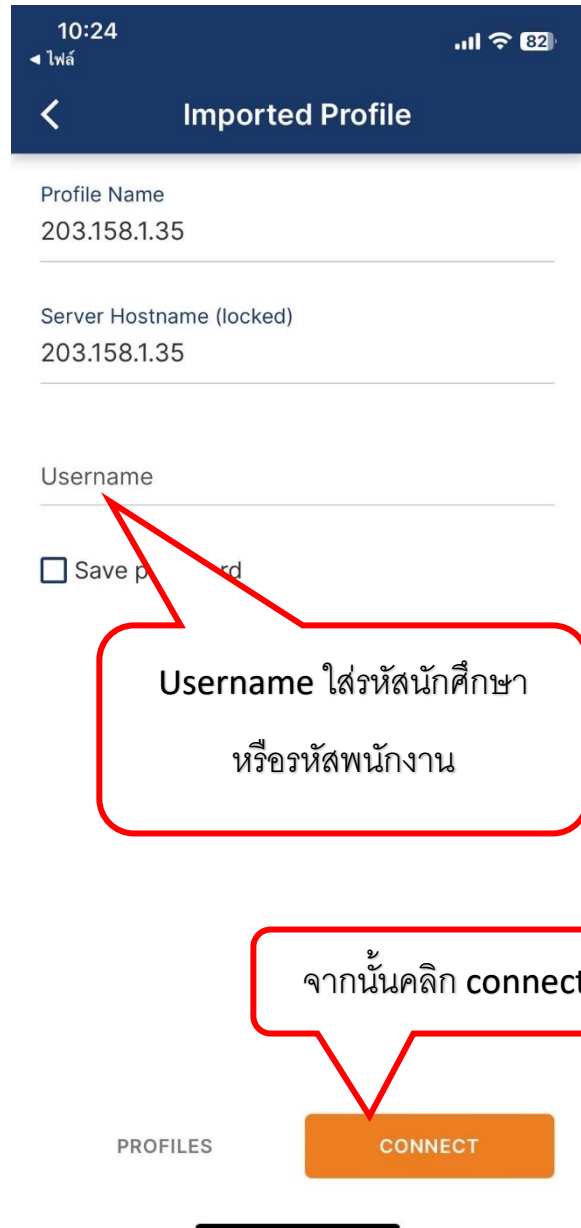 10:24
82
◄ ไฟล์
Imported Profile
Profile Name
203.158.1.35
Server Hostname (locked)
203.158.1.35
Username
Save p rd
Username ใส่รหัสนักศึกษา
หรือรหัสพนักงาน
จากนั้นคลิก connect
PROFILES
CONNECT